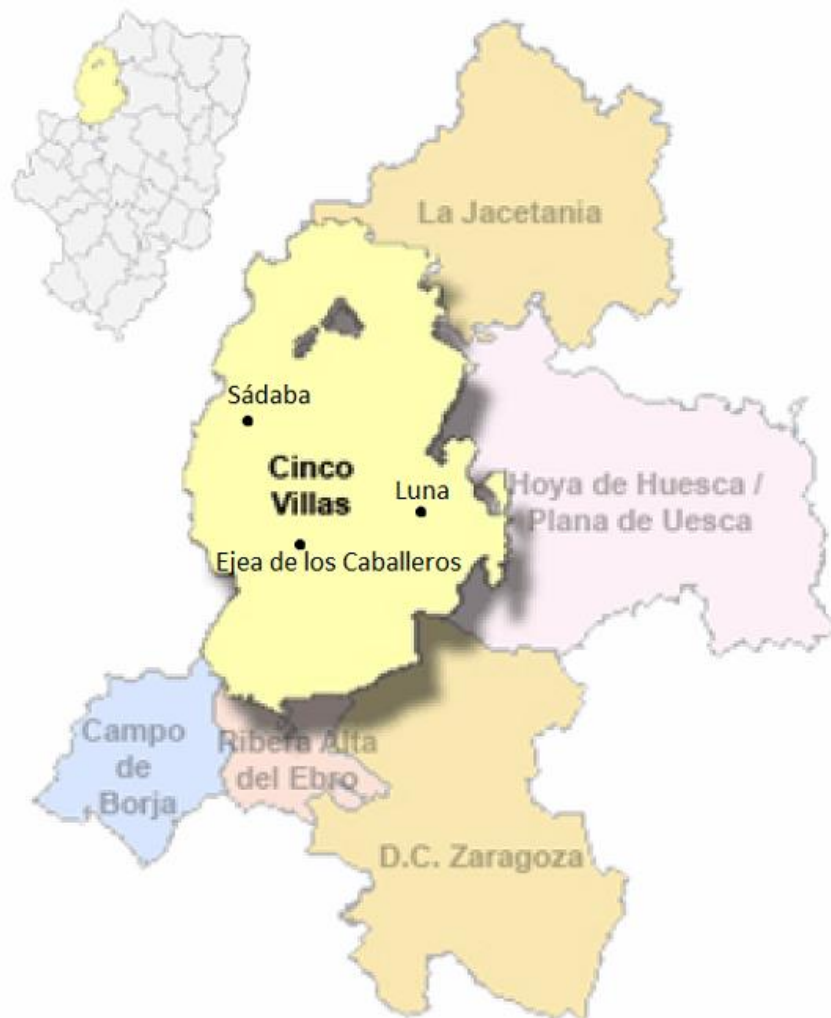 La Jacetania
Sádaba
Cinco
Villas
Luna
Hoya de Huesca /
Plana de Uesca
Ejea de los Caballeros
Campo
de
Borja
Ribera Alta
del Ebro
D.C. Zaragoza